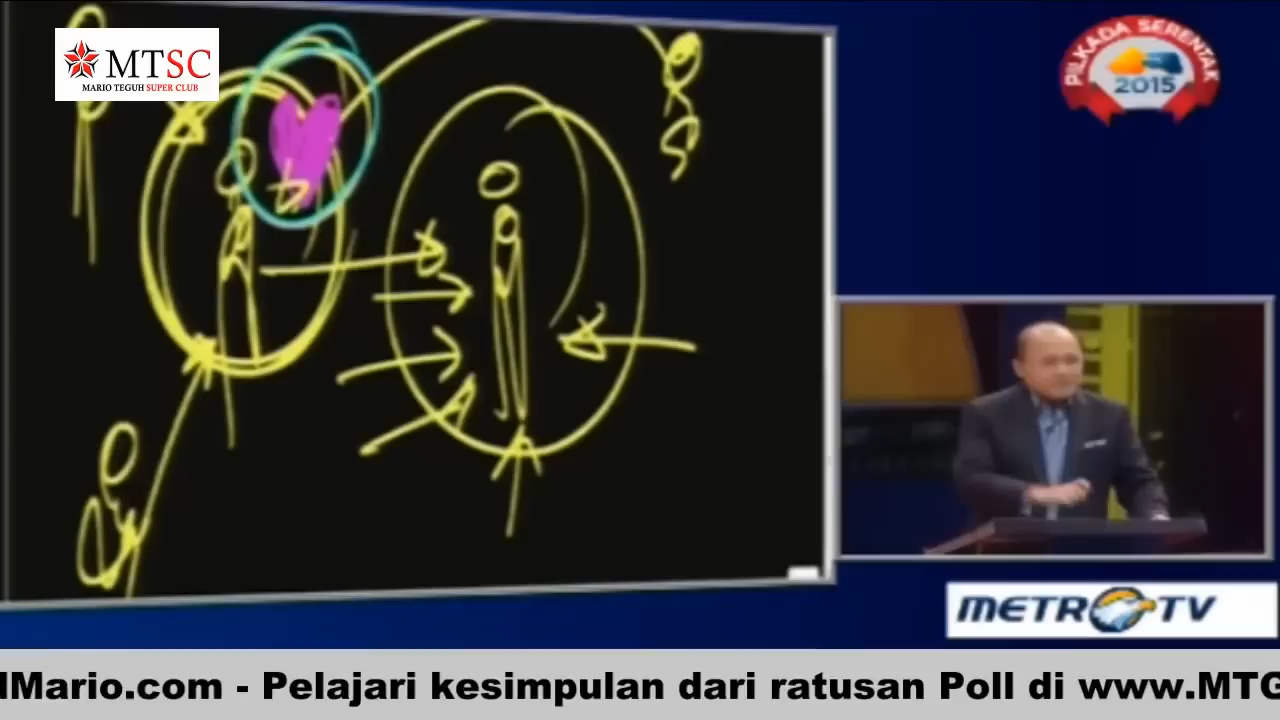 MTSC
MARIO TEGUH SUPER CLUB
PILKADA SERENTAK
2015
METRO TV
Mario.com - Pelajari kesimpulan dari ratusan Poll di www.MTG